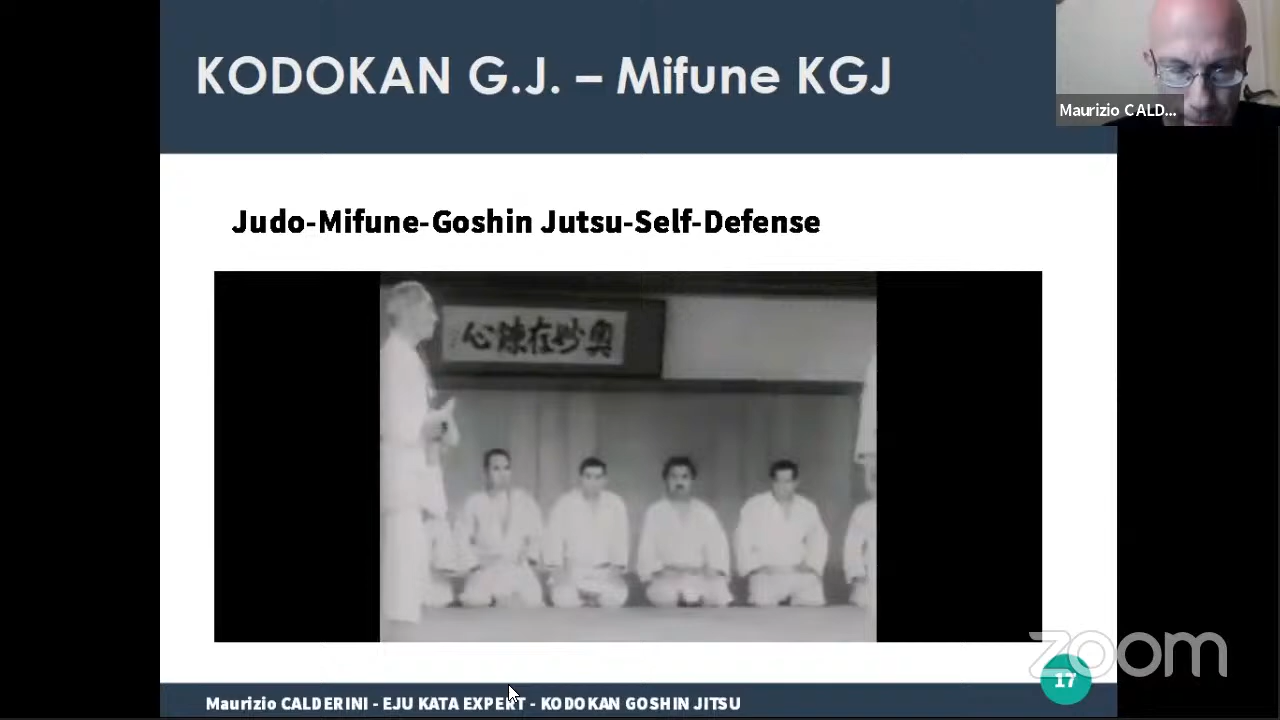 KODOKAN G.J. – Mifune KGJ
Maurizio CALD...
Judo-Mifune-Goshin Jutsu-Self-Defense
心錬在妙奥
zoom
17
Maurizio CALDERINI - EJU KATA EXPERT - KODOKAN GOSHIN JITSU